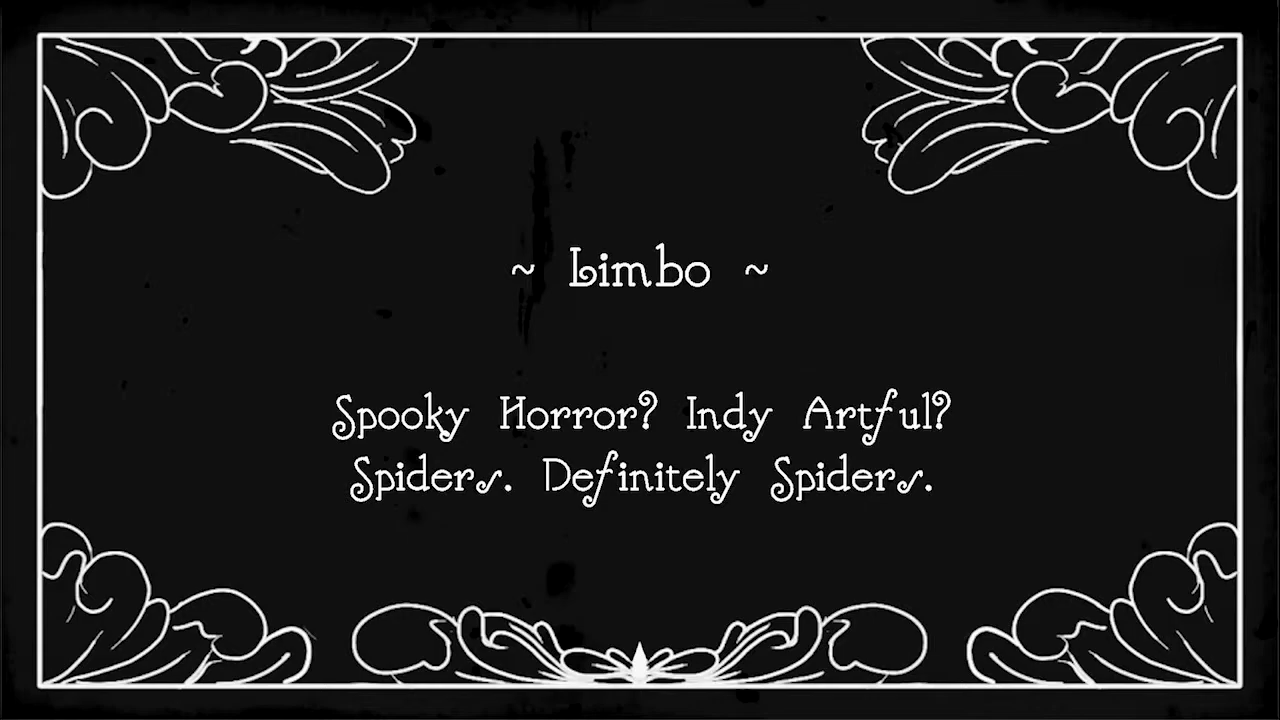 ~ Limbo ~
Spooky Horror? Indy Artful?
Spiders. Definitely Spiders.